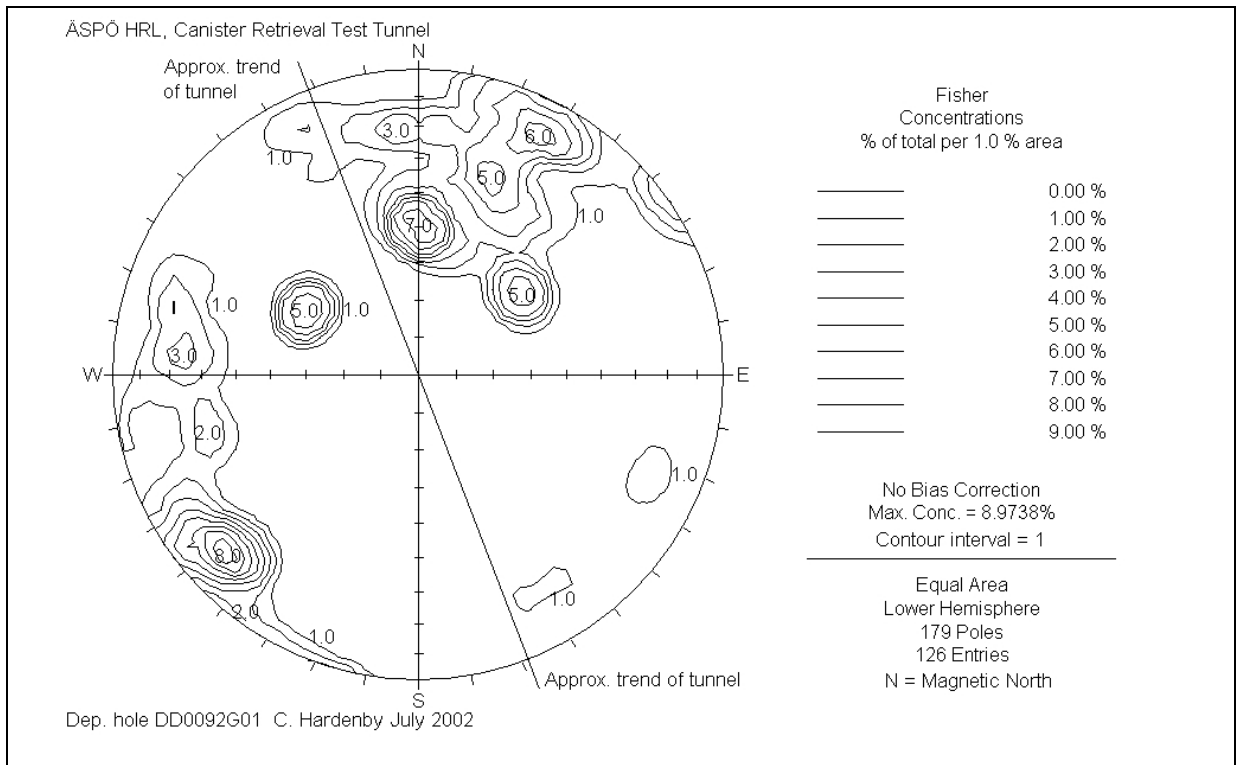 ÄSPÖ HRL, Canister Retrieval Test Tunnel
Approx. trend
of tunnel
N
3.0
6.0
1.0
5.0
7.0
1.0
5.0
1.0
5.0
1.0
3.0
W
E
2.0
1.0
8.0
2.0
1.0
1.0
Approx. trend of tunnel
S
Dep. hole DD0092G01 C. Hardenby July 2002
Fisher
Concentrations
% of total per 1.0 % area
0.00 %
1.00 %
2.00 %
3.00 %
4.00 %
5.00 %
6.00 %
7.00 %
8.00 %
9.00 %
No Bias Correction
Max. Conc. = 8.9738%
Contour interval = 1
Equal Area
Lower Hemisphere
179 Poles
126 Entries
N = Magnetic North